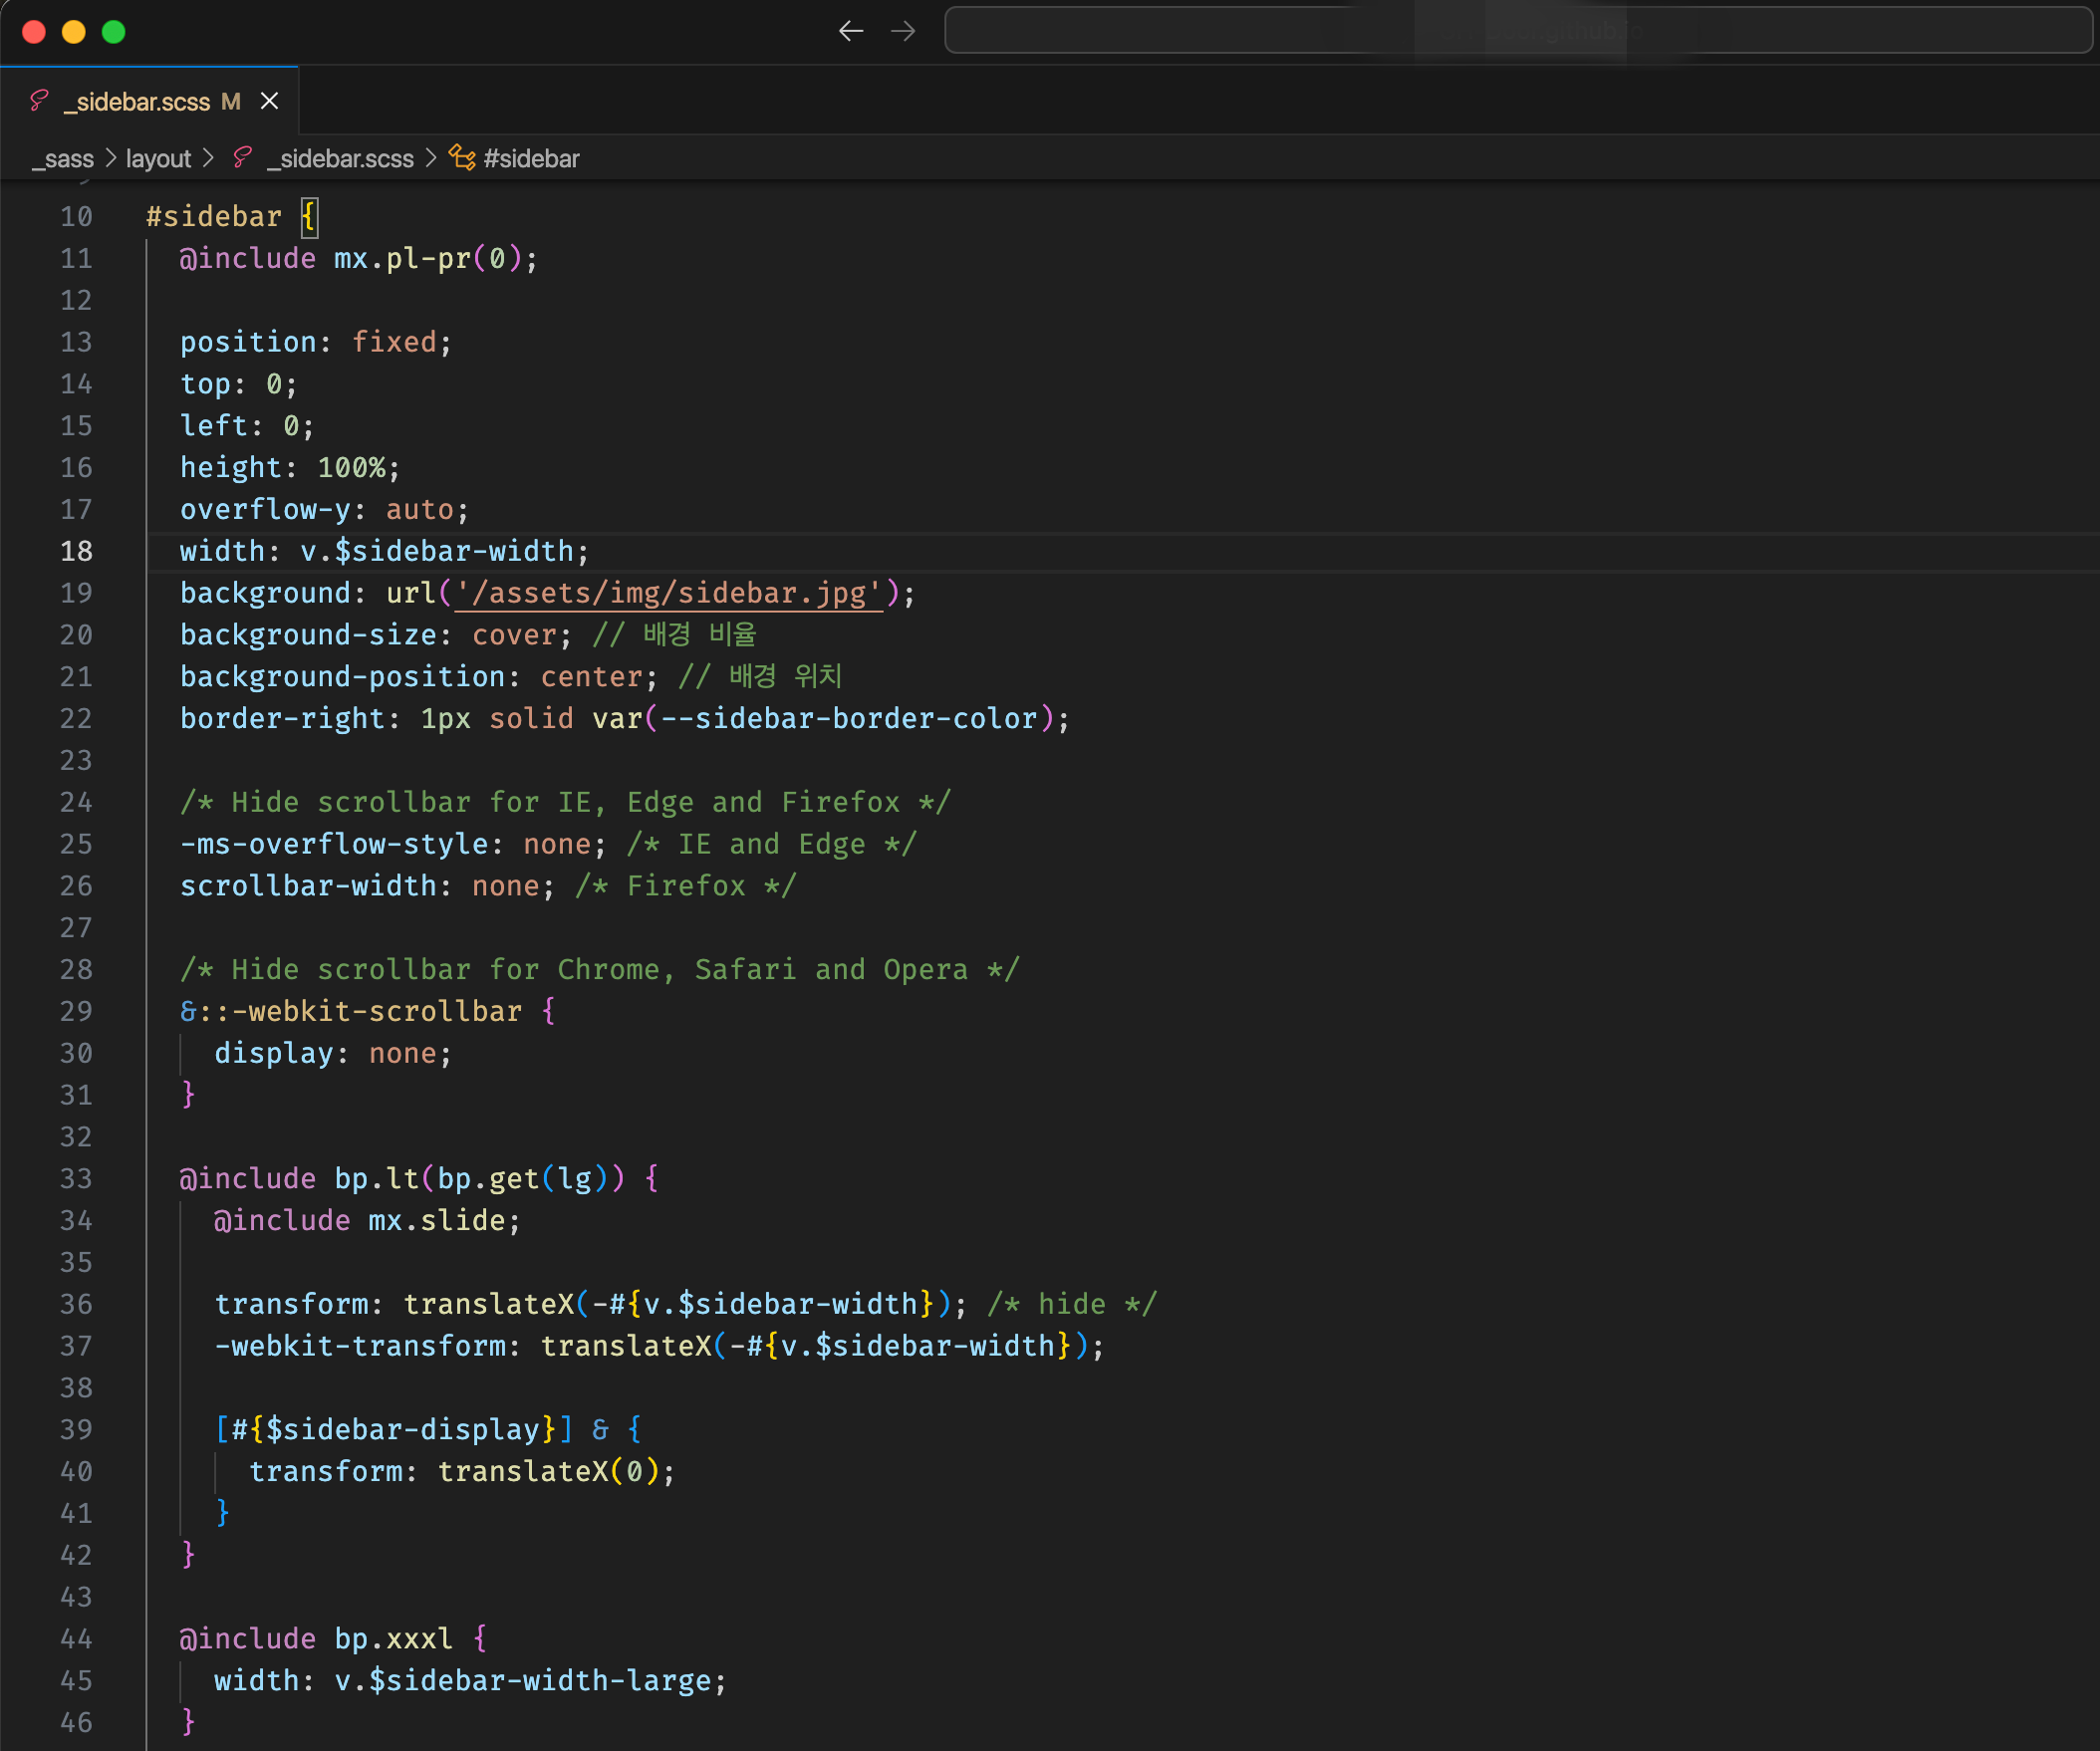 _sidebar.scss M
_sass > layout > _sidebar.scss > #sidebar
10 #sidebar {
11 @include mx.pl-pr(0);
12
13 position: fixed;
14 top: 0;
15 left: 0;
16 height: 100%;
17 overflow-y: auto;
18 width: v.$sidebar-width;
19 background: url('/assets/img/sidebar.jpg');
20 background-size: cover; // 배경 비율
21 background-position: center; // 배경 위치
22 border-right: 1px solid var(--sidebar-border-color);
23
24 /* Hide scrollbar for IE, Edge and Firefox */
25 -ms-overflow-style: none; /* IE and Edge */
26 scrollbar-width: none; /* Firefox */
27
28 /* Hide scrollbar for Chrome, Safari and Opera */
29 &::-webkit-scrollbar {
30 display: none;
31 }
32
33 @include bp.lt(bp.get(lg)) {
34 @include mx.slide;
35
36 transform: translateX(-#{v.$sidebar-width}); /* hide */
37 -webkit-transform: translateX(-#{v.$sidebar-width});
38
39 [#{$sidebar-display}] & {
40 transform: translateX(0);
41 }
42 }
43
44 @include bp.xxxl {
45 width: v.$sidebar-width-large;
46 }